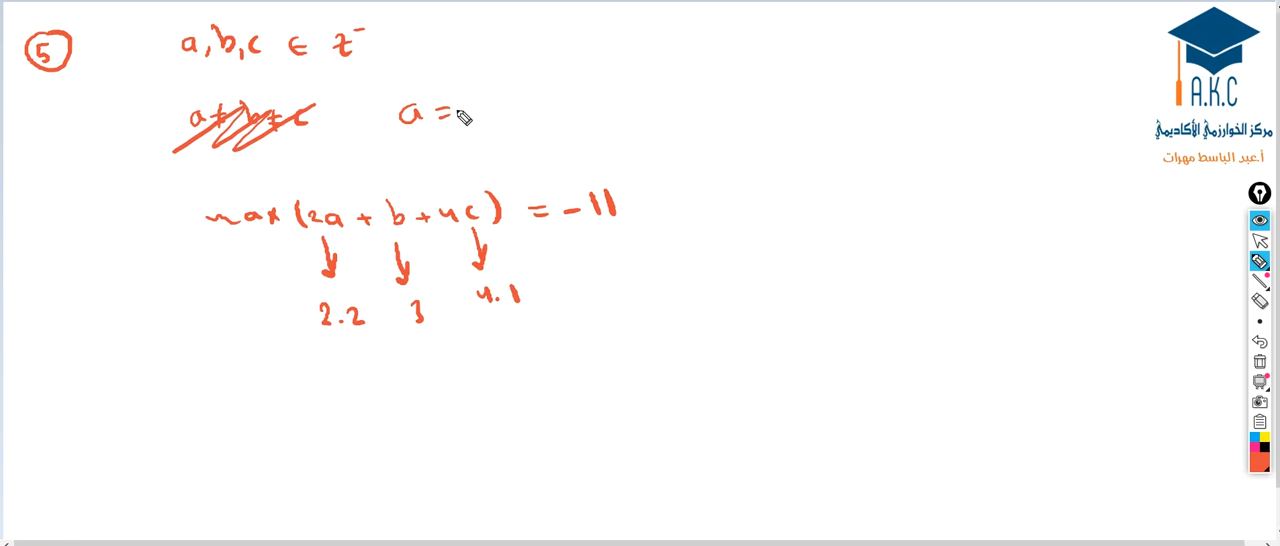 5
a, b, c ∈ z⁻
a ≠ b ≠ c
a =
max (2a + b + 4c) = -11
2.2 3 4.1
A.K.C
مركز الخوارزمي الأكاديمي
أ.عبد الباسط مهرات